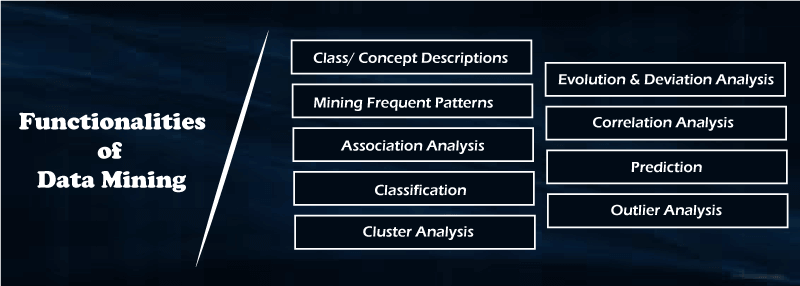 Functionalities
of
Data Mining
Class/ Concept Descriptions
Mining Frequent Patterns
Association Analysis
Classification
Cluster Analysis
Evolution & Deviation Analysis
Correlation Analysis
Prediction
Outlier Analysis